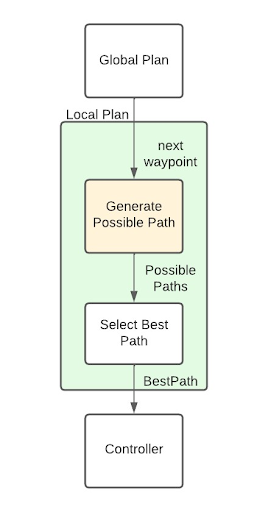 Global Plan
Local Plan
next
waypoint
Generate
Possible Path
Possible
Paths
Select Best
Path
BestPath
Controller